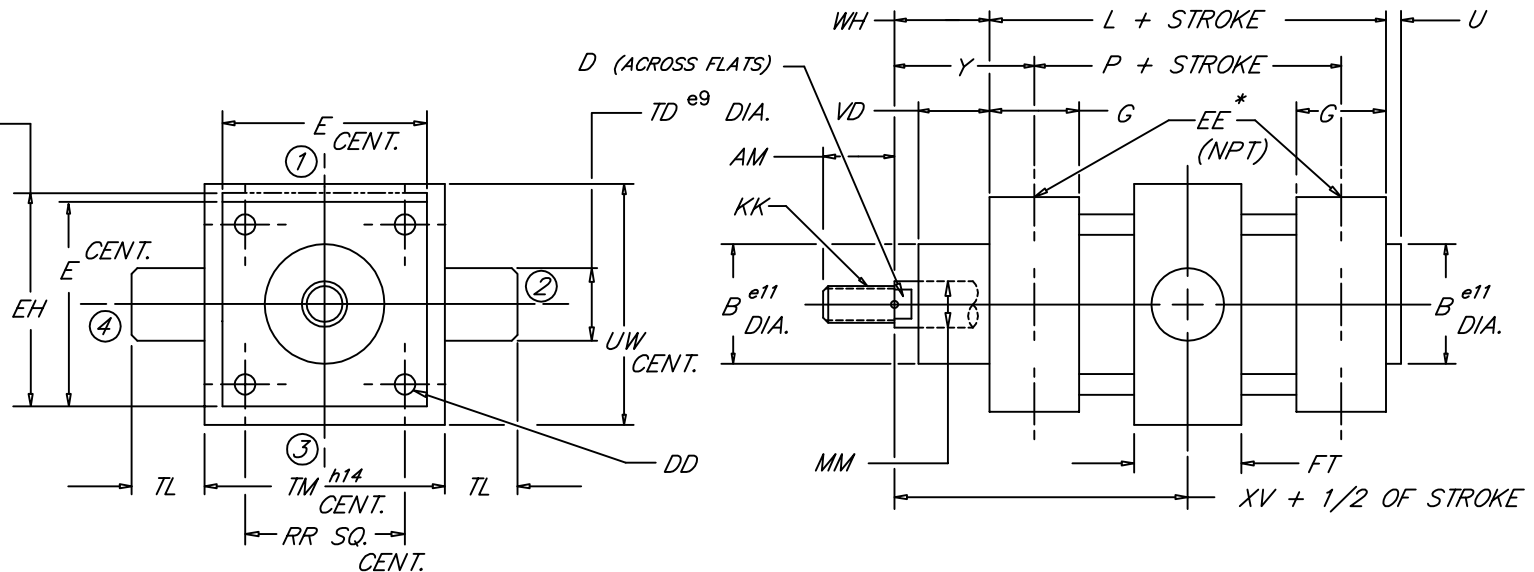 WH
L + STROKE
U
D (ACROSS FLATS)
Y
P + STROKE
E
CENT.
TD e9 DIA.
VD
G
EE *
(NPT)
G
1
AM
KK
CENT.
E
2
EH
4
B e11
DIA.
B e11
DIA.
UW
CENT.
3
DD
MM
FT
TL
TM h14
CENT.
TL
XV + 1/2 OF STROKE
RR SQ.
CENT.